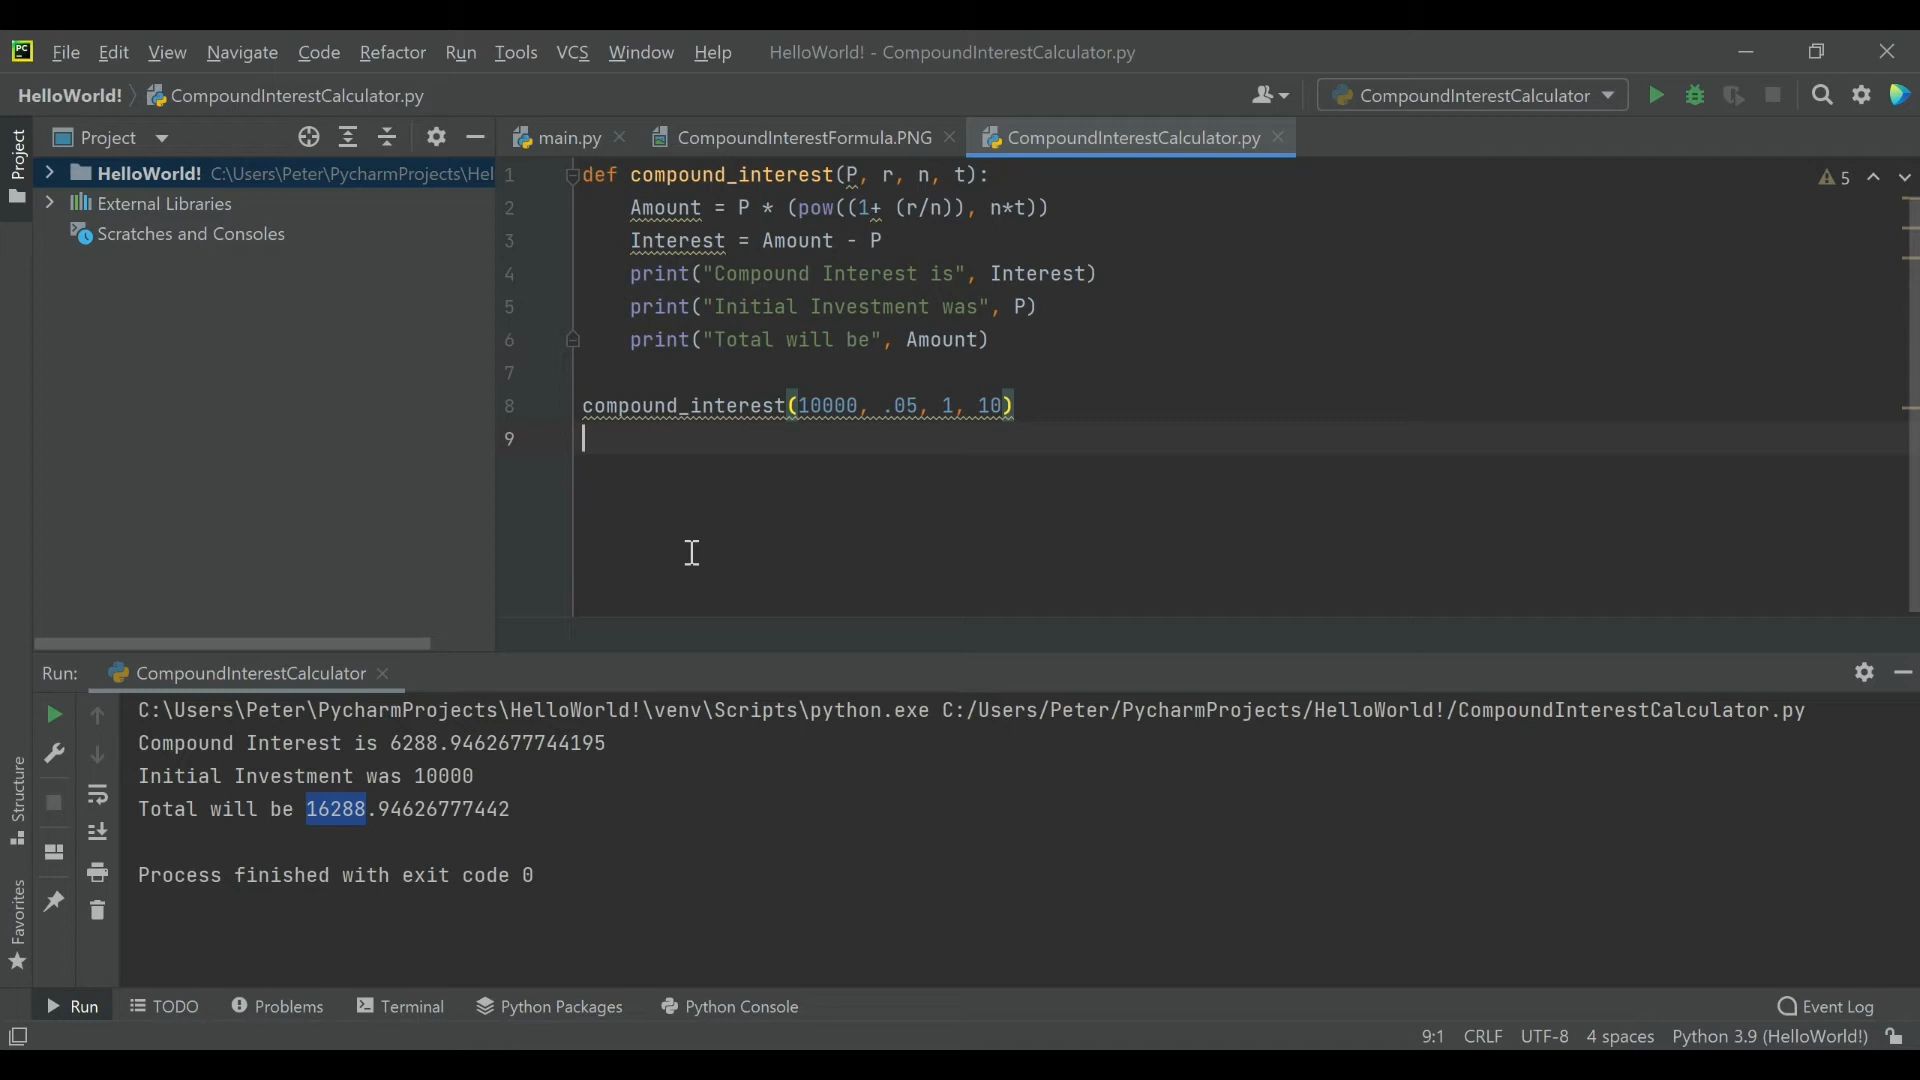 PC File Edit View Navigate Code Refactor Run Tools VCS Window Help HelloWorld! - CompoundInterestCalculator.py
HelloWorld! CompoundInterestCalculator.py CompoundInterestCalculator
Project
Project main.py CompoundInterestFormula.PNG CompoundInterestCalculator.py
HelloWorld! C:\Users\Peter\PycharmProjects\Hel
External Libraries
Scratches and Consoles
5
1 def compound_interest(P, r, n, t):
2 Amount = P * (pow((1+ (r/n)), n*t))
3 Interest = Amount - P
4 print("Compound Interest is", Interest)
5 print("Initial Investment was", P)
6 print("Total will be", Amount)
7
8 compound_interest(10000, .05, 1, 10)
9
Run: CompoundInterestCalculator
C:\Users\Peter\PycharmProjects\HelloWorld!\venv\Scripts\python.exe C:/Users/Peter/PycharmProjects/HelloWorld!/CompoundInterestCalculator.py
Compound Interest is 6288.9462677744195
Initial Investment was 10000
Total will be 16288.94626777442
Process finished with exit code 0
Structure
Favorites
Run TODO Problems Terminal Python Packages Python Console Event Log
9:1 CRLF UTF-8 4 spaces Python 3.9 (HelloWorld!)